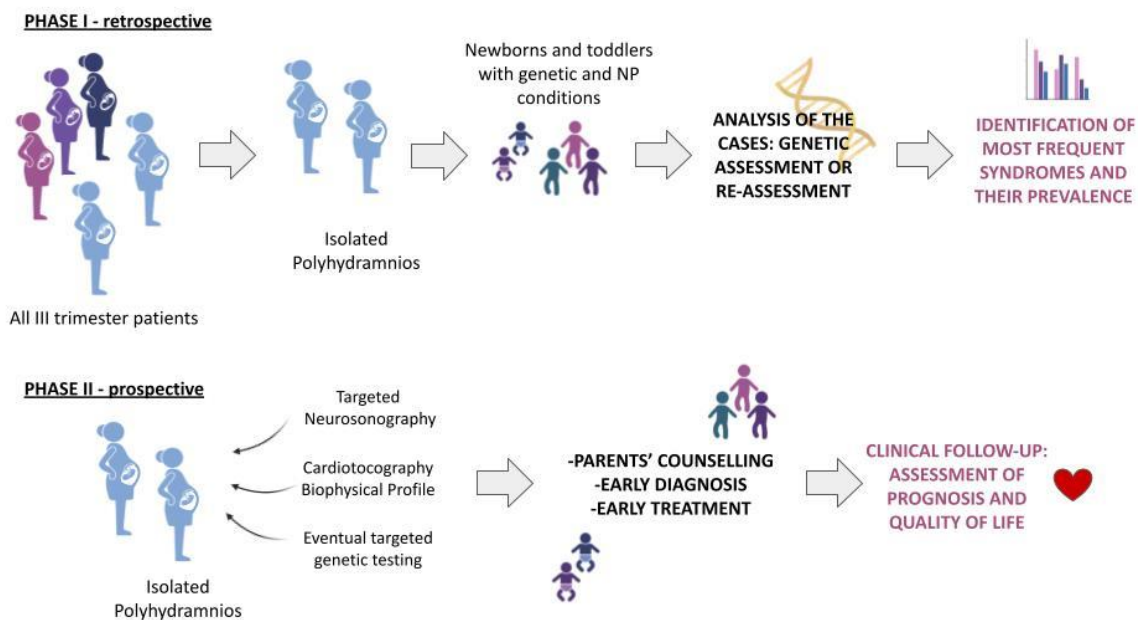 PHASE I - retrospective
Newborns and toddlers
with genetic and NP
conditions
ANALYSIS OF THE
CASES: GENETIC
ASSESSMENT OR
RE-ASSESSMENT
IDENTIFICATION OF
MOST FREQUENT
SYNDROMES AND
THEIR PREVALENCE
Isolated
Polyhydramnios
All III trimester patients
PHASE II - prospective
Targeted
Neurosonography
Cardiotocography
Biophysical Profile
Eventual targeted
genetic testing
Isolated
Polyhydramnios
-PARENTS' COUNSELLING
-EARLY DIAGNOSIS
-EARLY TREATMENT
CLINICAL FOLLOW-UP:
ASSESSMENT OF
PROGNOSIS AND
QUALITY OF LIFE